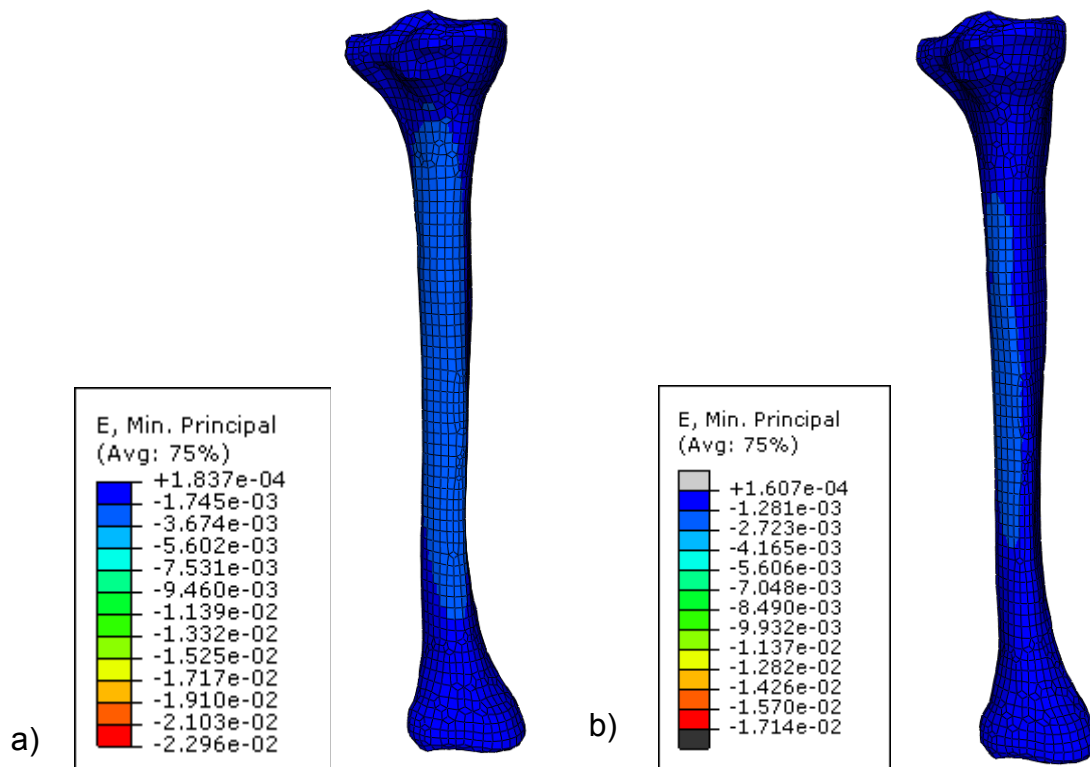 E, Min. Principal
(Avg: 75%)
+1.837e-04
-1.745e-03
-3.674e-03
-5.602e-03
-7.531e-03
-9.460e-03
-1.139e-02
-1.332e-02
-1.525e-02
-1.717e-02
-1.910e-02
-2.103e-02
-2.296e-02
a)
E, Min. Principal
(Avg: 75%)
+1.607e-04
-1.281e-03
-2.723e-03
-4.165e-03
-5.606e-03
-7.048e-03
-8.490e-03
-9.932e-03
-1.137e-02
-1.282e-02
-1.426e-02
-1.570e-02
-1.714e-02
b)